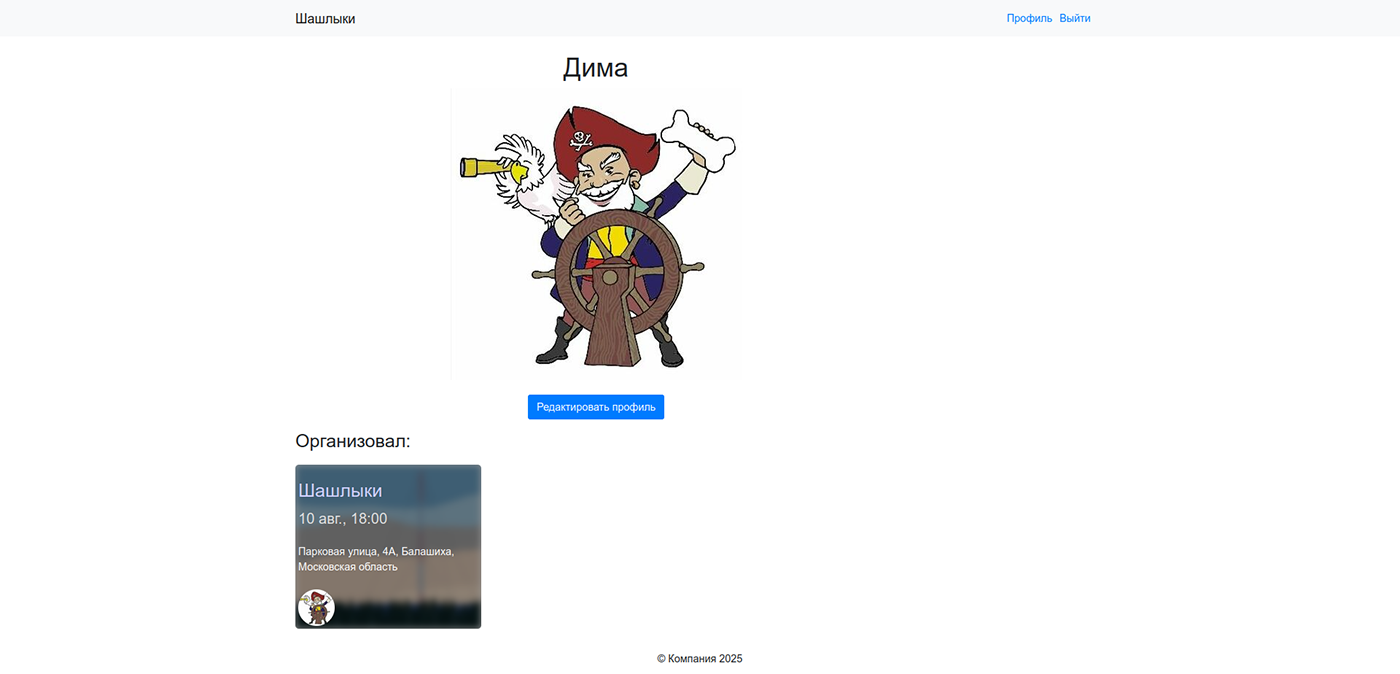 Шашлыки
Профиль Выйти
Дима
Редактировать профиль
Организовал:
Шашлыки
10 авг., 18:00
Парковая улица, 4А, Балашиха,
Московская область
© Компания 2025